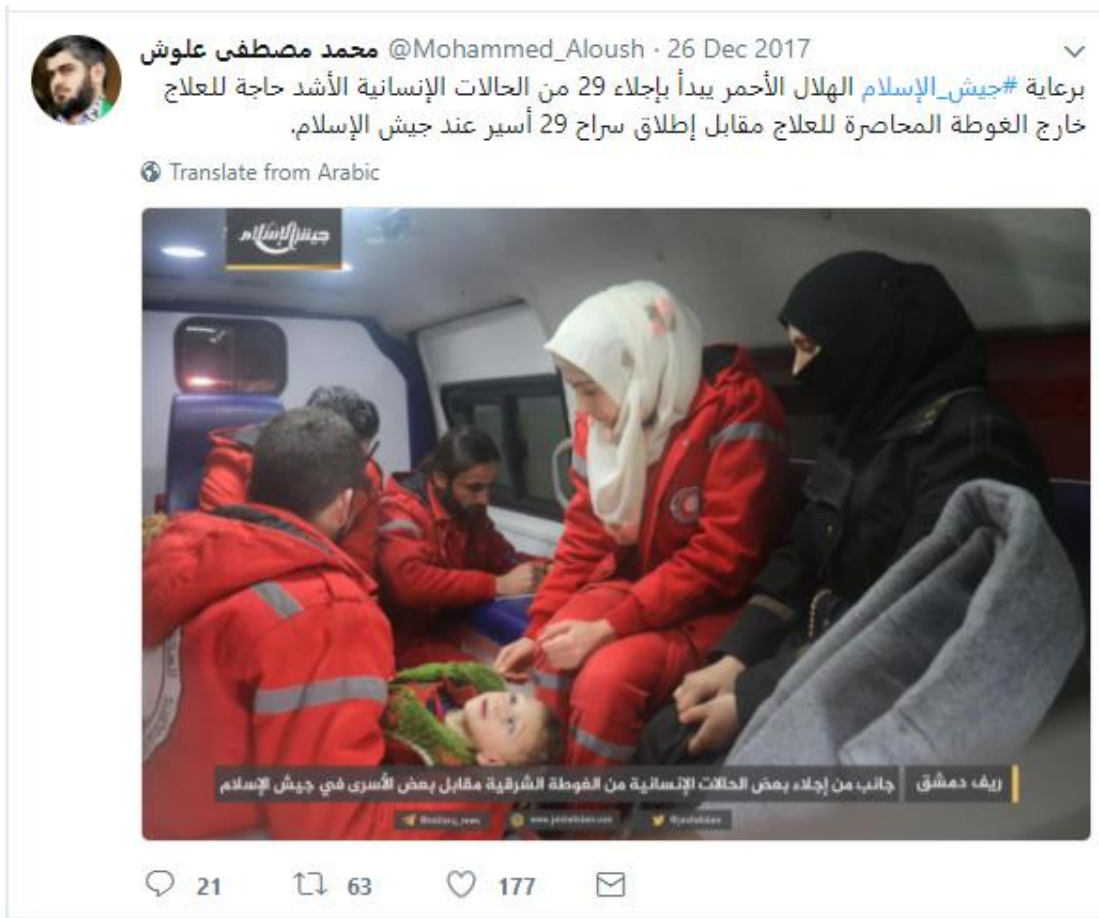 محمد مصطفى علوش @Mohammed_Aloush · 26 Dec 2017
برعاية #جيش_الإسلام الهلال الأحمر يبدأ بإجلاء 29 من الحالات الإنسانية الأشد حاجة للعلاج
خارج الغوطة المحاصرة للعلاج مقابل إطلاق سراح 29 أسير عند جيش الإسلام.
Translate from Arabic
جيش الإسلام
ريف دمشق جانب من إجلاء بعض الحالات الإنسانية من الغوطة الشرقية مقابل بعض الأسرى في جيش الإسلام
www.jaishalislam.com
21 63 177